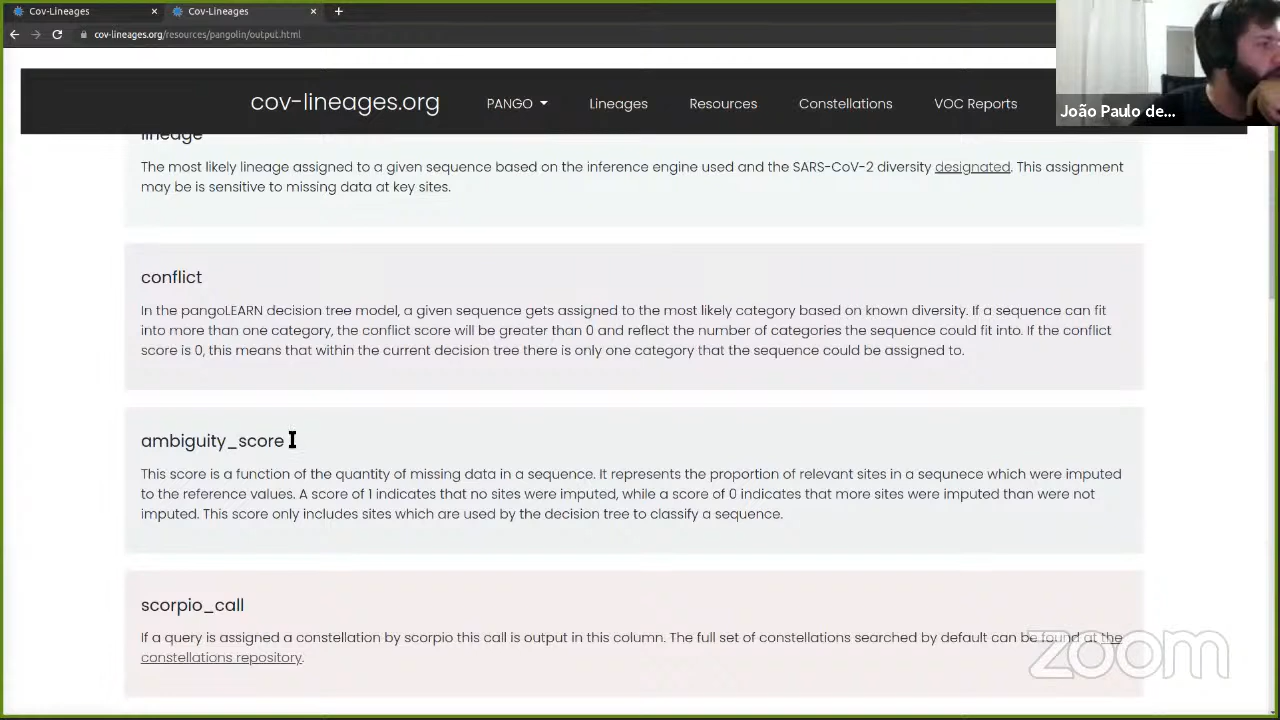 Cov-Lineages
Cov-Lineages
cov-lineages.org/resources/pangolin/output.html
cov-lineages.org PANGO Lineages Resources Constellations VOC Reports
João Paulo de...
lineage
The most likely lineage assigned to a given sequence based on the inference engine used and the SARS-CoV-2 diversity designated. This assignment
may be is sensitive to missing data at key sites.
conflict
In the pangoLEARN decision tree model, a given sequence gets assigned to the most likely category based on known diversity. If a sequence can fit
into more than one category, the conflict score will be greater than 0 and reflect the number of categories the sequence could fit into. If the conflict
score is 0, this means that within the current decision tree there is only one category that the sequence could be assigned to.
ambiguity_score
This score is a function of the quantity of missing data in a sequence. It represents the proportion of relevant sites in a sequnece which were imputed
to the reference values. A score of 1 indicates that no sites were imputed, while a score of 0 indicates that more sites were imputed than were not
imputed. This score only includes sites which are used by the decision tree to classify a sequence.
scorpio_call
If a query is assigned a constellation by scorpio this call is output in this column. The full set of constellations searched by default can be found at the
constellations repository.
zoom